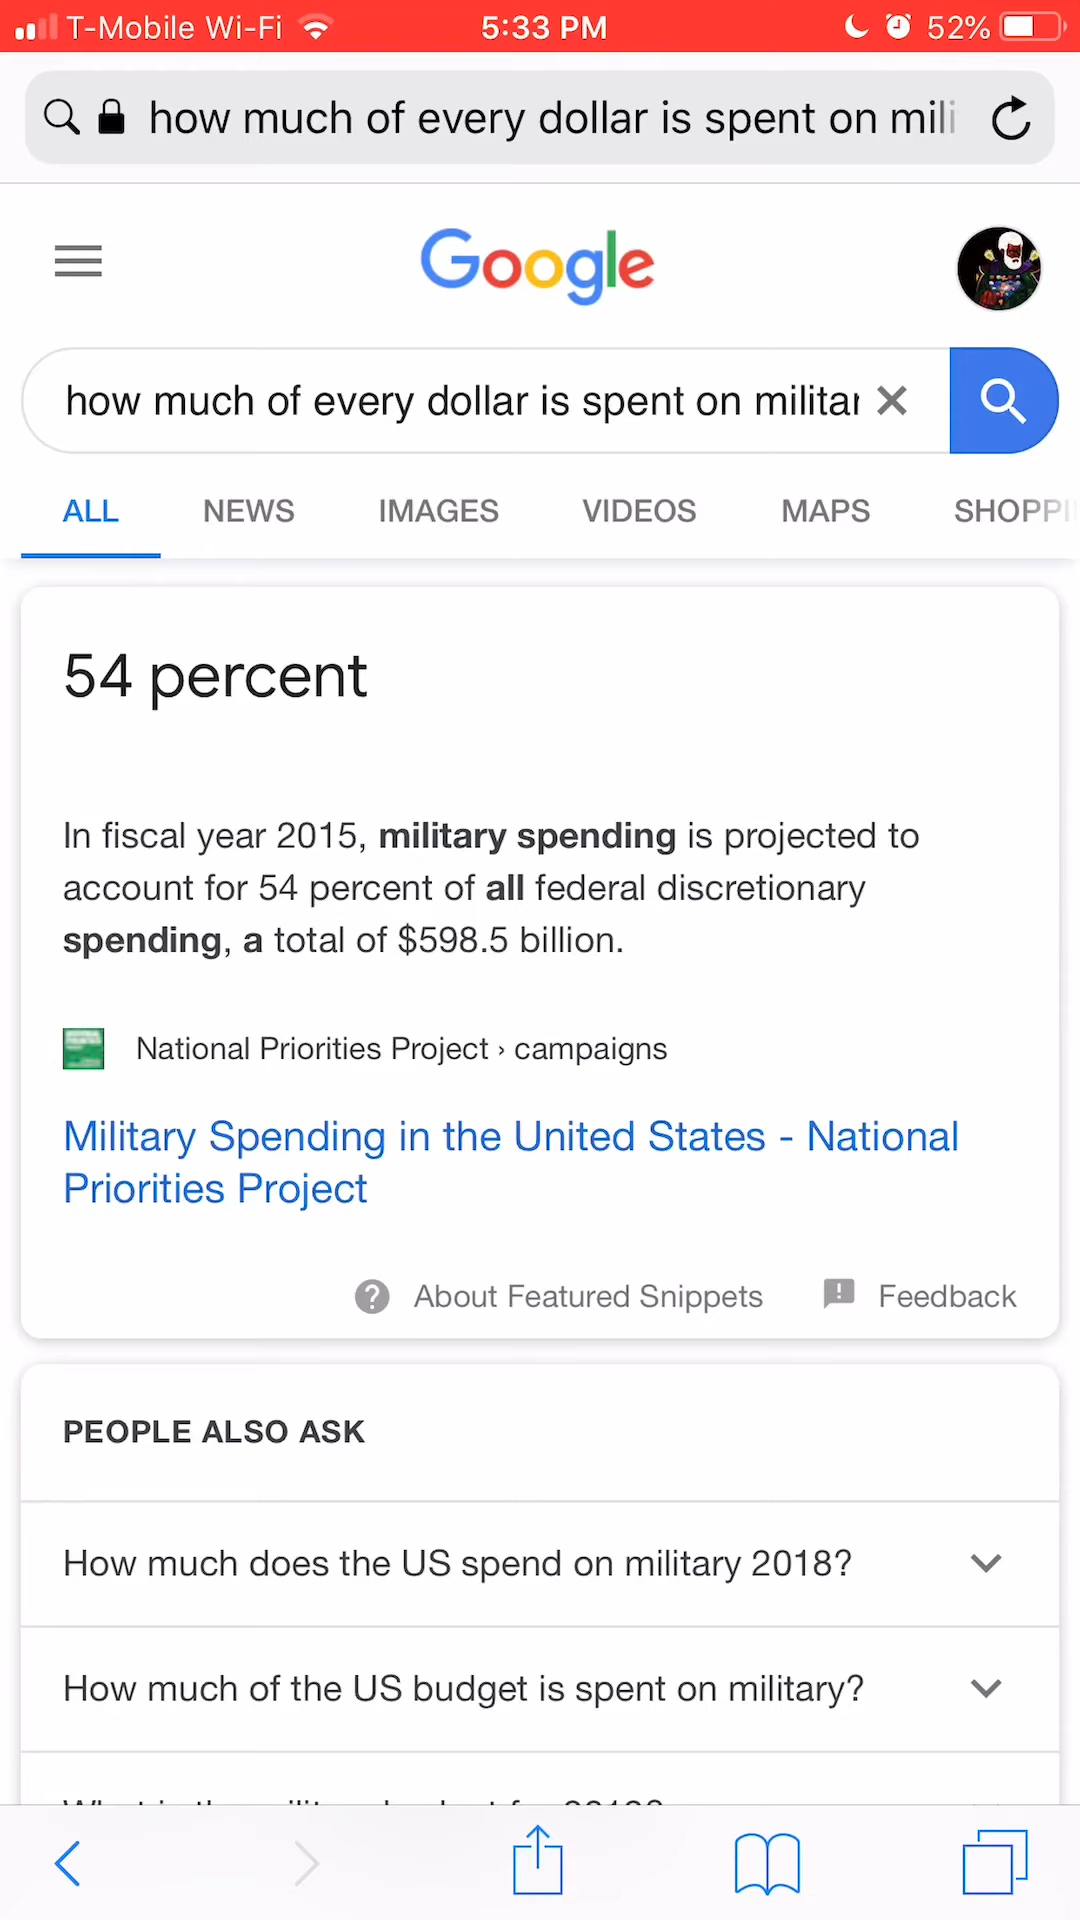 T-Mobile Wi-Fi 5:33 PM 52%
how much of every dollar is spent on mili
Google
how much of every dollar is spent on militar
ALL NEWS IMAGES VIDEOS MAPS SHOPPI
54 percent
In fiscal year 2015, military spending is projected to
account for 54 percent of all federal discretionary
spending, a total of $598.5 billion.
National Priorities Project › campaigns
Military Spending in the United States - National
Priorities Project
About Featured Snippets Feedback
PEOPLE ALSO ASK
How much does the US spend on military 2018?
How much of the US budget is spent on military?